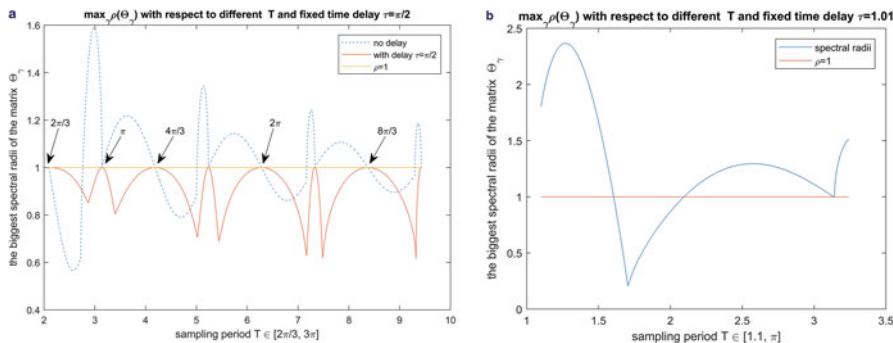 a
max_γρ(Θ_γ) with respect to different T and fixed time delay τ=π/2
1.6
1.4
1.2
1
0.8
0.6
0.4
the biggest spectral radii of the matrix Θ_γ
no delay
with delay τ=π/2
ρ=1
2π/3
π
4π/3
2π
8π/3
2 3 4 5 6 7 8 9 10
sampling period T ∈ [2π/3, 3π]
b
max_γρ(Θ_γ) with respect to different T and fixed time delay τ=1.01
2.5
2
1.5
1
0.5
0
the biggest spectral radii of the matrix Θ_γ
spectral radii
ρ=1
1 1.5 2 2.5 3 3.5
sampling period T ∈ [1.1, π]